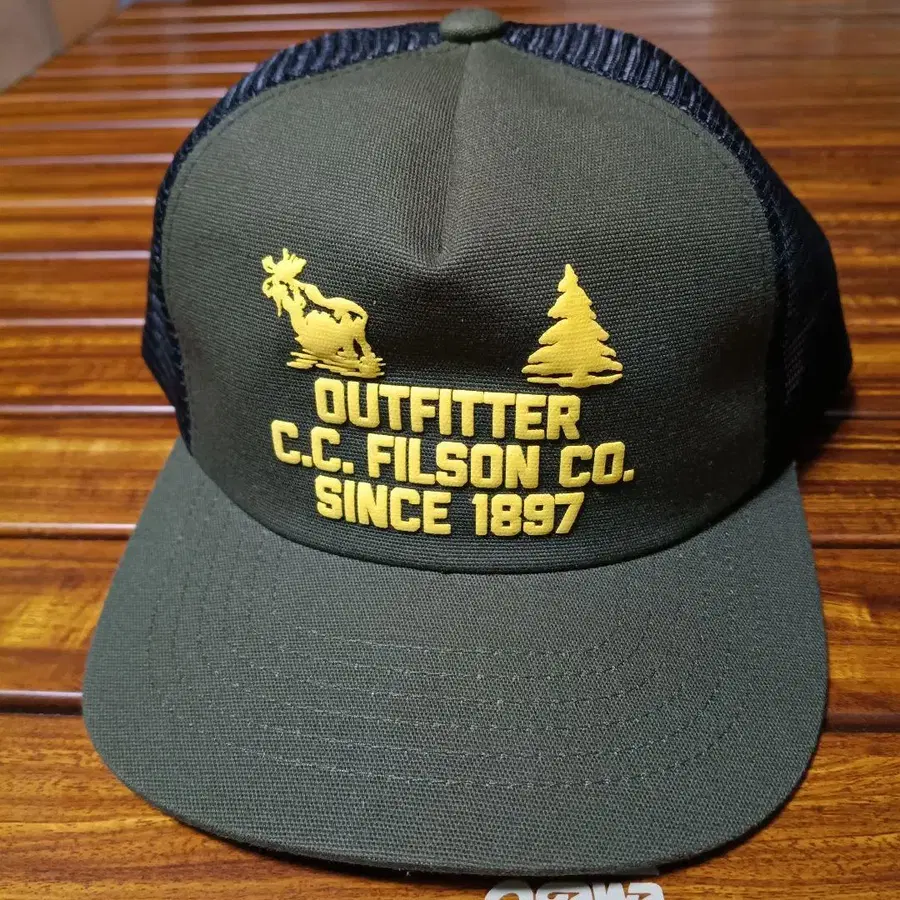 OUTFITTER
C.C. FILSON CO.
SINCE 1897